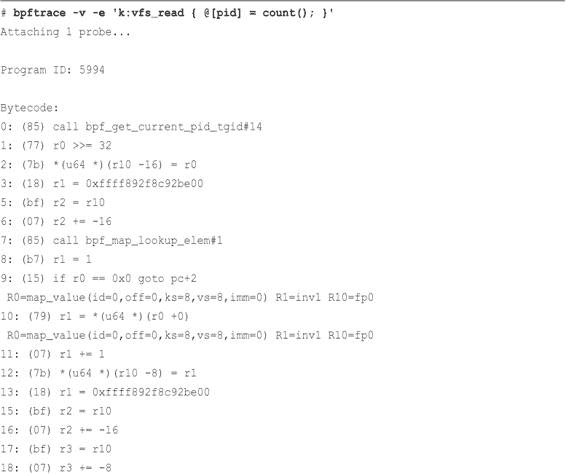 # bpftrace -v -e 'k:vfs_read { @[pid] = count(); }'
Attaching 1 probe...
Program ID: 5994
Bytecode:
0: (85) call bpf_get_current_pid_tgid#14
1: (77) r0 >>= 32
2: (7b) *(u64 *)(r10 -16) = r0
3: (18) r1 = 0xffff892f8c92be00
5: (bf) r2 = r10
6: (07) r2 += -16
7: (85) call bpf_map_lookup_elem#1
8: (b7) r1 = 1
9: (15) if r0 == 0x0 goto pc+2
R0=map_value(id=0,off=0,ks=8,vs=8,imm=0) R1=inv1 R10=fp0
10: (79) r1 = *(u64 *)(r0 +0)
R0=map_value(id=0,off=0,ks=8,vs=8,imm=0) R1=inv1 R10=fp0
11: (07) r1 += 1
12: (7b) *(u64 *)(r10 -8) = r1
13: (18) r1 = 0xffff892f8c92be00
15: (bf) r2 = r10
16: (07) r2 += -16
17: (bf) r3 = r10
18: (07) r3 += -8